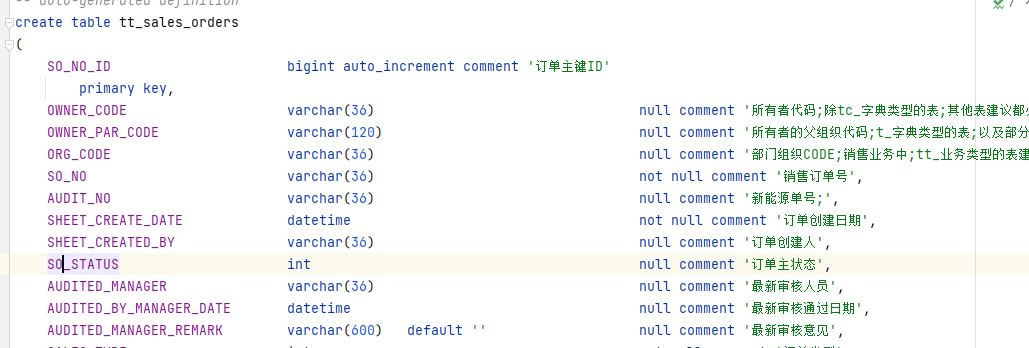 -- auto-generated definition
create table tt_sales_orders
(
SO_NO_ID bigint auto_increment comment '订单主键ID'
primary key,
OWNER_CODE varchar(36) null comment '所有者代码;除tc_字典类型的表;其他表建议都
OWNER_PAR_CODE varchar(120) null comment '所有者的父组织代码;t_字典类型的表;以及部分
ORG_CODE varchar(36) null comment '部门组织CODE;销售业务中;tt_业务类型的表建
SO_NO varchar(36) not null comment '销售订单号',
AUDIT_NO varchar(36) null comment '新能源单号;',
SHEET_CREATE_DATE datetime not null comment '订单创建日期',
SHEET_CREATED_BY varchar(36) null comment '订单创建人',
SO_STATUS int null comment '订单主状态',
AUDITED_MANAGER varchar(36) null comment '最新审核人员',
AUDITED_BY_MANAGER_DATE datetime null comment '最新审核通过日期',
AUDITED_MANAGER_REMARK varchar(600) default '' null comment '最新审核意见',